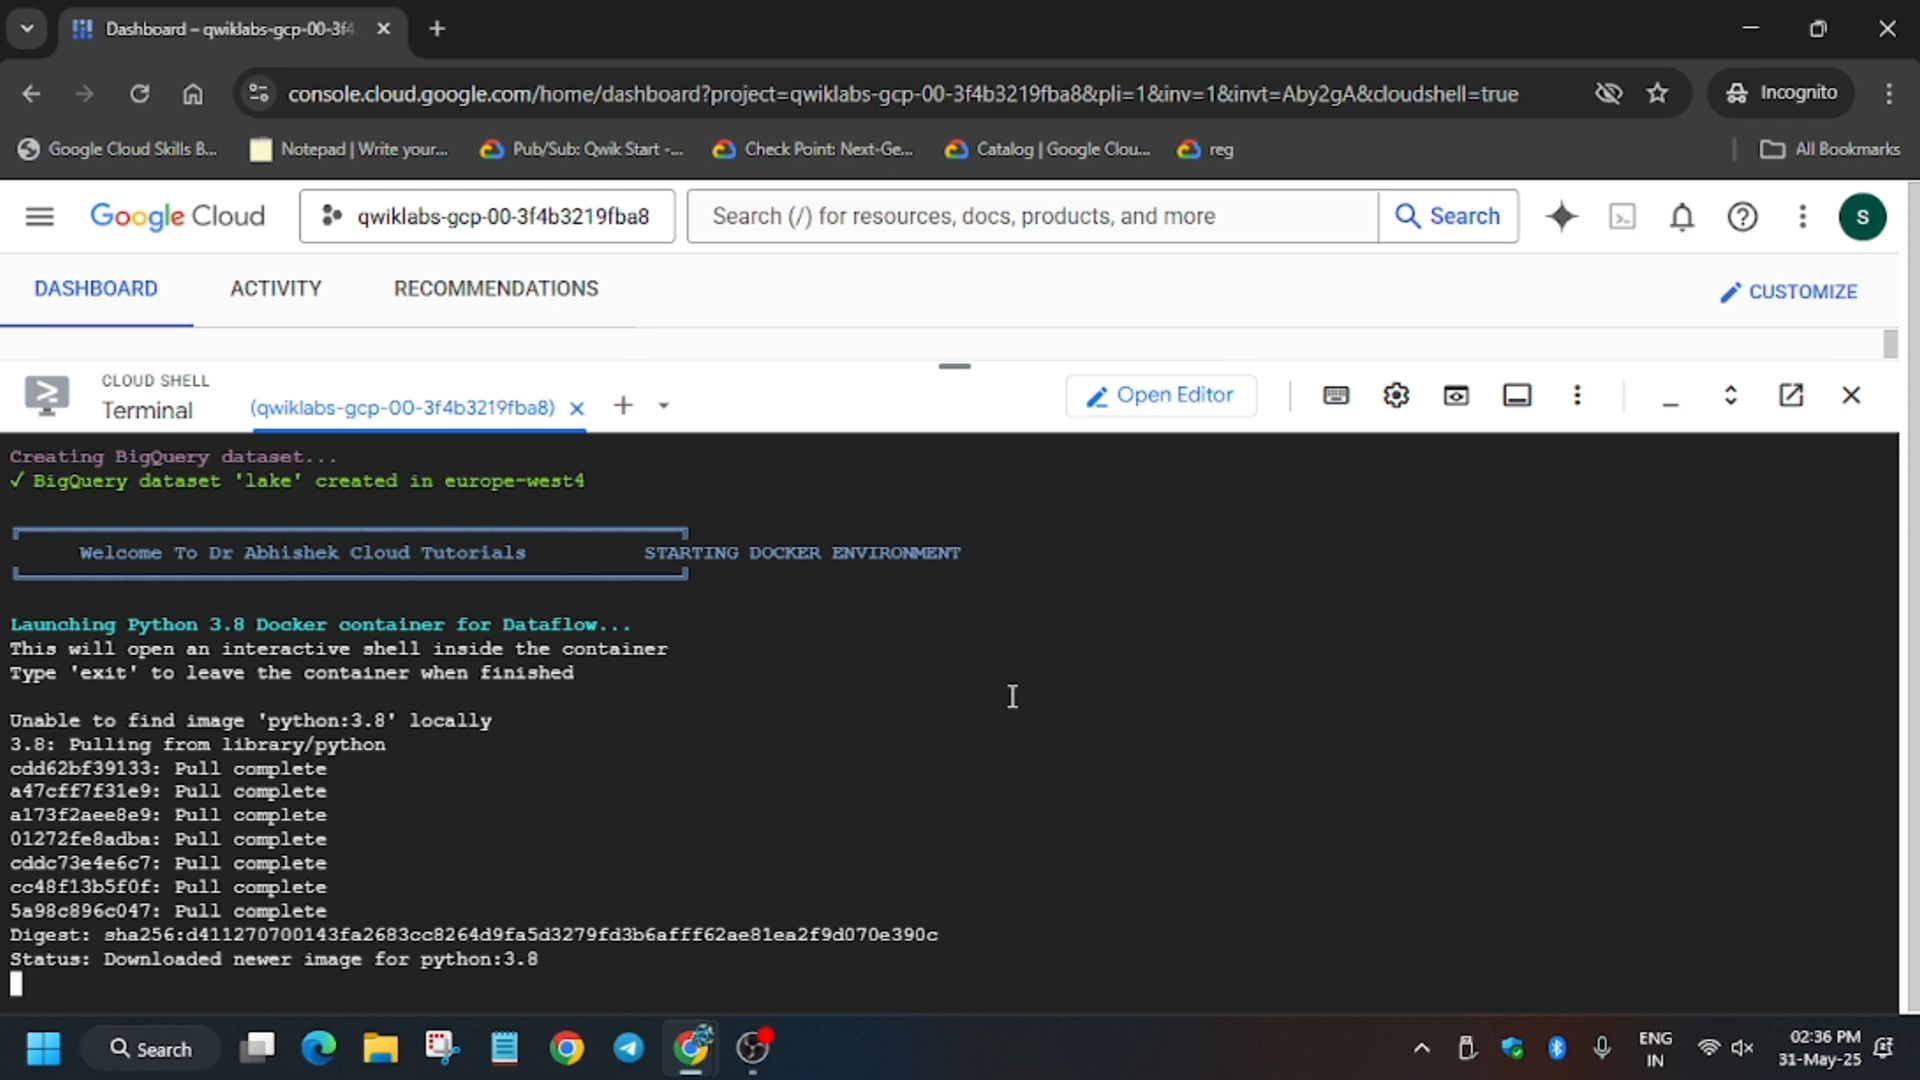 Dashboard – qwiklabs-gcp-00-3f4
console.cloud.google.com/home/dashboard?project=qwiklabs-gcp-00-3f4b3219fba8&pli=1&inv=1&invt=Aby2gA&cloudshell=true
Incognito
Google Cloud Skills B...
Notepad | Write your...
Pub/Sub: Qwik Start -...
Check Point: Next-Ge...
Catalog | Google Clou...
reg
All Bookmarks
Google Cloud
qwiklabs-gcp-00-3f4b3219fba8
Search (/) for resources, docs, products, and more
Search
S
DASHBOARD
ACTIVITY
RECOMMENDATIONS
CUSTOMIZE
CLOUD SHELL
Terminal
(qwiklabs-gcp-00-3f4b3219fba8)
Open Editor
Creating BigQuery dataset...
✓ BigQuery dataset 'lake' created in europe-west4
Welcome To Dr Abhishek Cloud Tutorials STARTING DOCKER ENVIRONMENT
Launching Python 3.8 Docker container for Dataflow...
This will open an interactive shell inside the container
Type 'exit' to leave the container when finished
Unable to find image 'python:3.8' locally
3.8: Pulling from library/python
cdd62bf39133: Pull complete
a47cff7f31e9: Pull complete
a173f2aee8e9: Pull complete
01272fe8adba: Pull complete
cddc73e4e6c7: Pull complete
cc48f13b5f0f: Pull complete
5a98c896c047: Pull complete
Digest: sha256:d411270700143fa2683cc8264d9fa5d3279fd3b6afff62ae81ea2f9d070e390c
Status: Downloaded newer image for python:3.8
Search
ENG
IN
02:36 PM
31-May-25